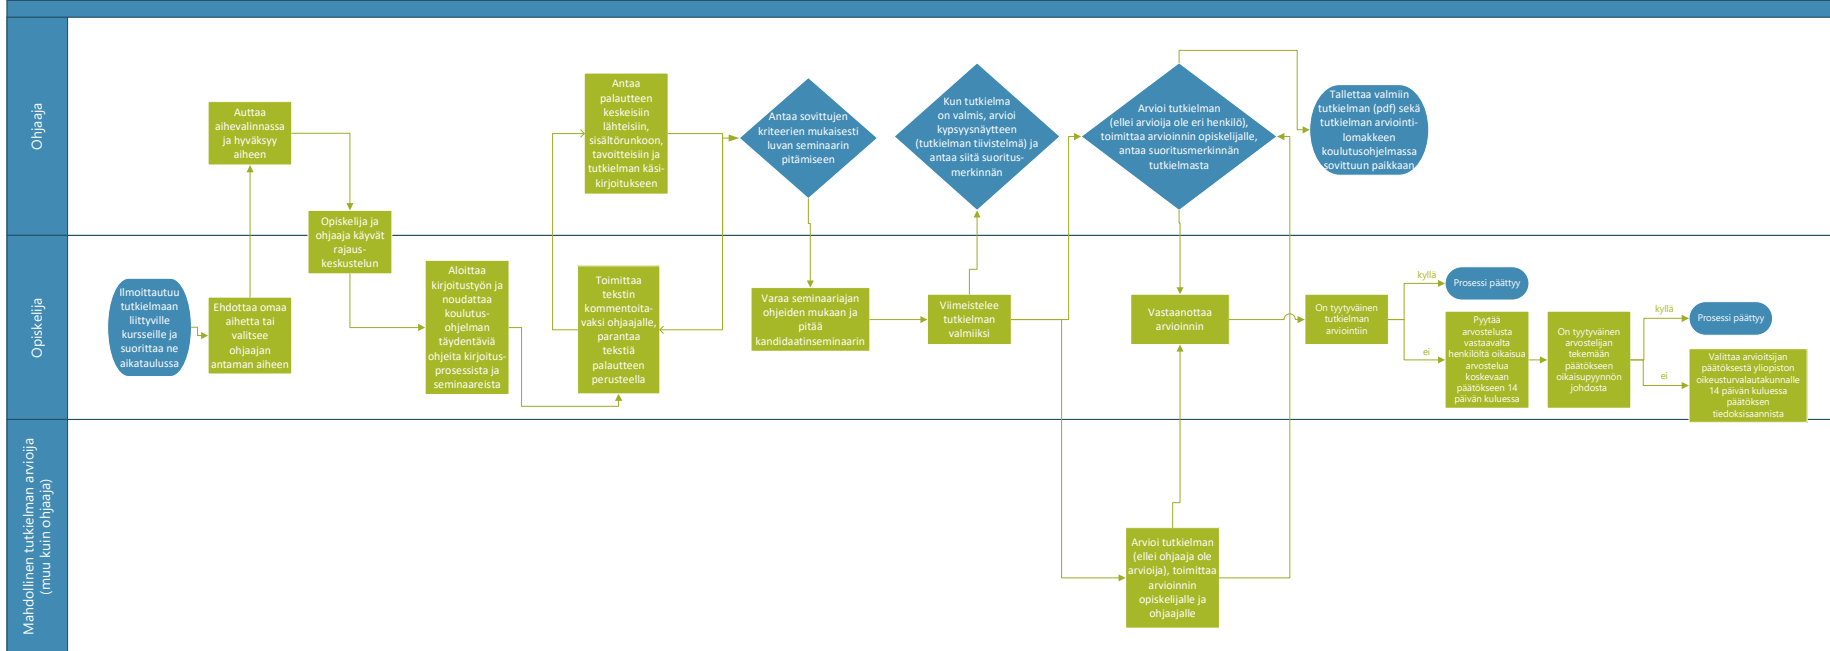 Ohjaaja
Auttaa
aihevalinnassa
ja hyväksyy
aiheen
Antaa
palautteen
keskeisiin
lähteisiin,
sisältörunkoon,
tavoitteisiin ja
tutkielman käsi-
kirjoitukseen
Antaa sovittujen
kriteerien mukaisesti
luvan seminaarin
pitämiseen
Kun tutkielma
on valmis, arvioi
kypsyysnäytteen
(tutkielman tiivistelmä) ja
antaa siitä suoritus-
merkinnän
Arvioi tutkielman
(ellei arvioija ole eri henkilö),
toimittaa arvioinnin opiskelijalle,
antaa suoritusmerkinnän
tutkielmasta
Tallettaa valmiin
tutkielman (pdf) sekä
tutkielman arviointi-
lomakkeen
koulutusohjelmassa
sovittuun paikkaan
Opiskelija ja
ohjaaja käyvät
rajaus-
keskustelun
Opiskelija
Ilmoittautuu
tutkielmaan
liittyville
kursseille ja
suorittaa ne
aikataulussa
Ehdottaa omaa
aihetta tai
valitsee
ohjaajan
antaman aiheen
Aloittaa
kirjoitustyön ja
noudattaa
koulutus-
ohjelman
täydentäviä
ohjeita kirjoitus-
prosessista ja
seminaareista
Toimittaa
tekstin
kommentoita-
vaksi ohjaajalle,
parantaa
tekstiä
palautteen
perusteella
Varaa seminaariajan
ohjeiden mukaan ja
pitää
kandidaatinseminaarin
Viimeistelee
tutkielman
valmiiksi
Vastaanottaa
arvioinnin
On tyytyväinen
tutkielman
arviointiin
kyllä
Prosessi päättyy
ei
Pyytää
arvostelusta
vastaavalta
henkilöltä oikaisua
arvostelua
koskevaan
päätökseen 14
päivän kuluessa
On tyytyväinen
arvostelijan
tekemään
päätökseen
oikaisupyynnön
johdosta
kyllä
Prosessi päättyy
ei
Valittaa arvioitsijan
päätöksestä yliopiston
oikeusturvalautakunnalle
14 päivän kuluessa
päätöksen
tiedoksisaannista
Mahdollinen tutkielman arvioija
(muu kuin ohjaaja)
Arvioi tutkielman
(ellei ohjaaja ole
arvioija), toimittaa
arvioinnin
opiskelijalle ja
ohjaajalle